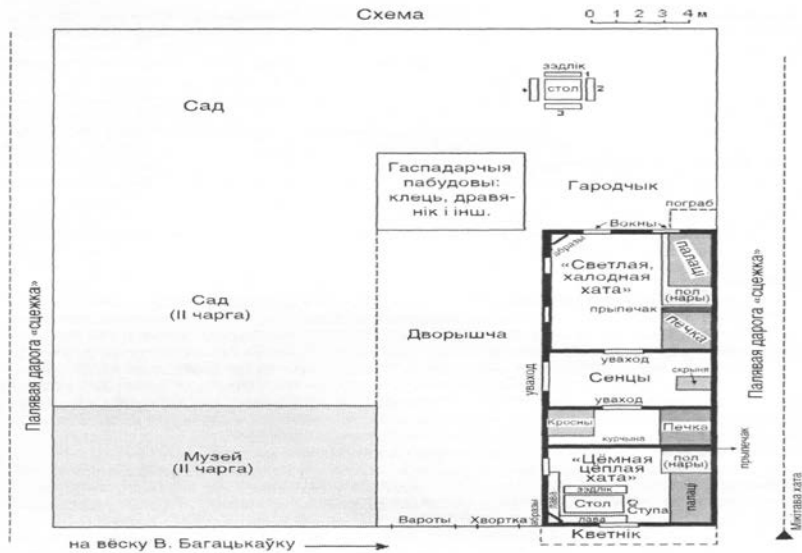 Схема
0 1 2 3 4 м
зэдлік
1
стол
2
3
Сад
Гаспадарчыя
пабудовы:
клець, дравя-
нік і інш.
Гародчык
пограб
Вокны
абразы
палаці
«Светлая,
халодная
хата»
пол
(нары)
прыпечак
печка
Сад
(II чарга)
Дворышча
уваход
уваход
Сенцы
скрыня
уваход
Кросны
Печка
курчыня
прыпечак
Музей
(II чарга)
«Цёмная
цёплая
хата»
пол
(нары)
палаці
зэдлік
лава
Стол
Ступа
лава
абразы
Вароты
Хвортка
Кветнік
на вёску В. Багацькаўку
Палявая дарога «сцежка»
Палявая дарога «сцежка»
Мікітава хата